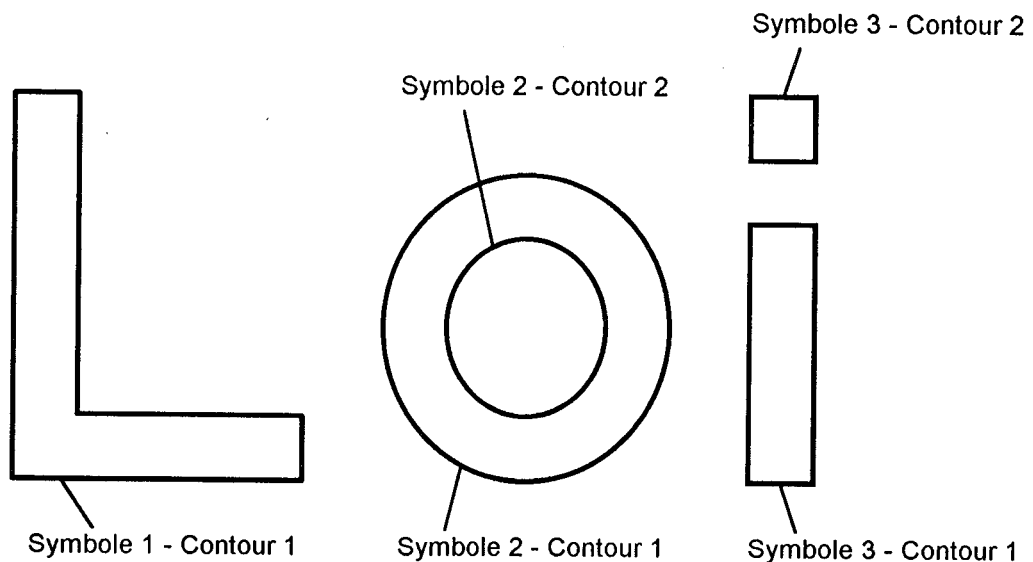 Symbole 3 - Contour 2
Symbole 2 - Contour 2
Symbole 1 - Contour 1
Symbole 2 - Contour 1
Symbole 3 - Contour 1